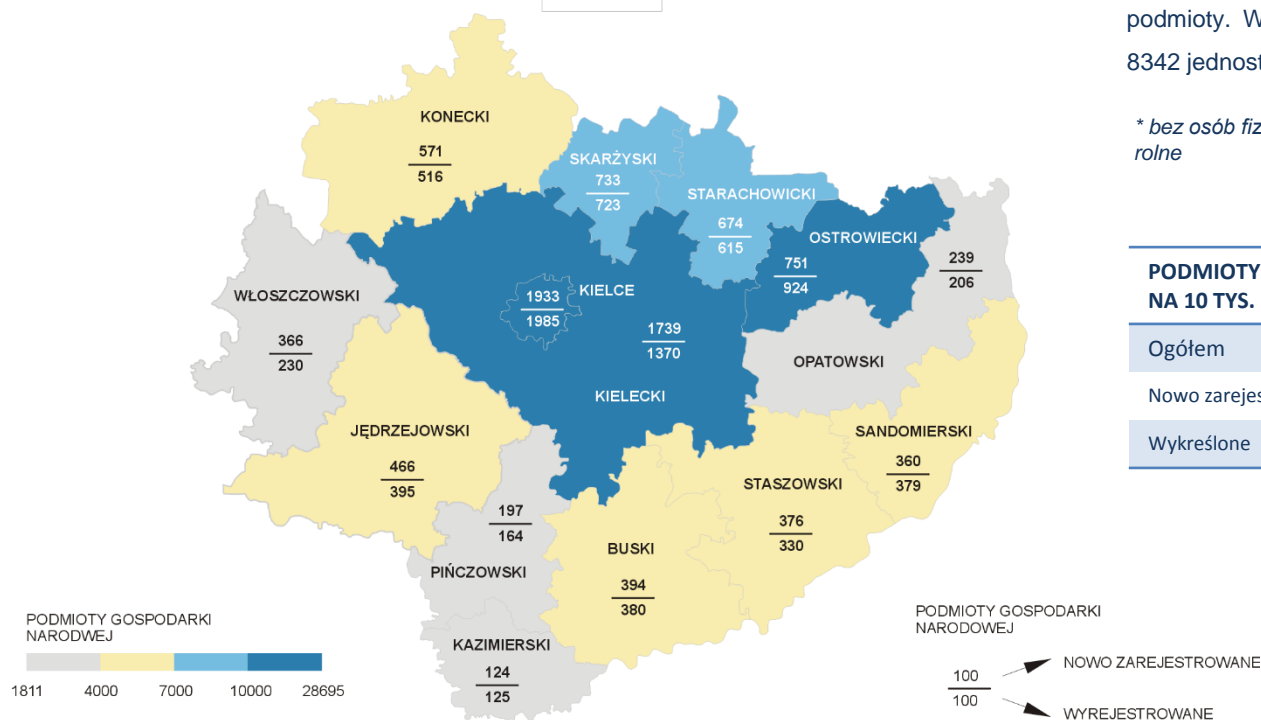 podmioty. W
8342 jednost
* bez osób fiz
rolne
KONECKI
571
516
SKARŻYSKI
733
723
STARACHOWICKI
674
615
OSTROWIECKI
751
924
239
206
OPATOWSKI
WŁOSZCZOWSKI
366
230
KIELCE
1933
1985
1739
1370
KIELECKI
JĘDRZEJOWSKI
466
395
SANDOMIERSKI
360
379
STASZOWSKI
376
330
197
164
PIŃCZOWSKI
BUSKI
394
380
KAZIMIERSKI
124
125
PODMIOTY
NA 10 TYS.
Ogółem
Nowo zarejes
Wykreślone
PODMIOTY GOSPODARKI
NARODWEJ
1811 4000 7000 10000 28695
PODMIOTY GOSPODARKI
NARODOWEJ
100
100
NOWO ZAREJESTROWANE
WYREJESTROWANE